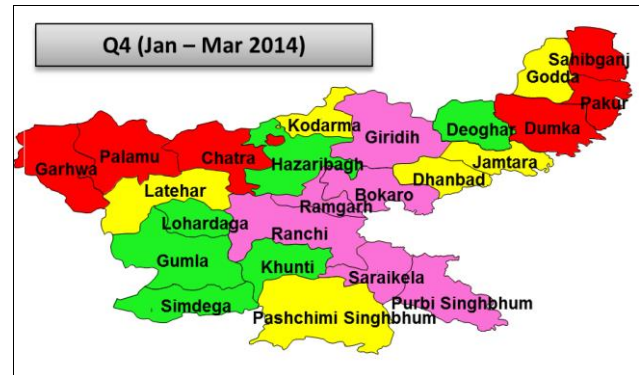 Q4 (Jan – Mar 2014)
Sahibganj
Godda
Pakur
Kodarma
Giridih
Deoghar
Dumka
Palamu
Chatra
Garhwa
Hazaribagh
Jamtara
Dhanbad
Latehar
Bokaro
Ramgarh
Lohardaga
Ranchi
Gumla
Khunti
Saraikela
Simdega
Purbi Singhbhum
Pashchimi Singhbhum